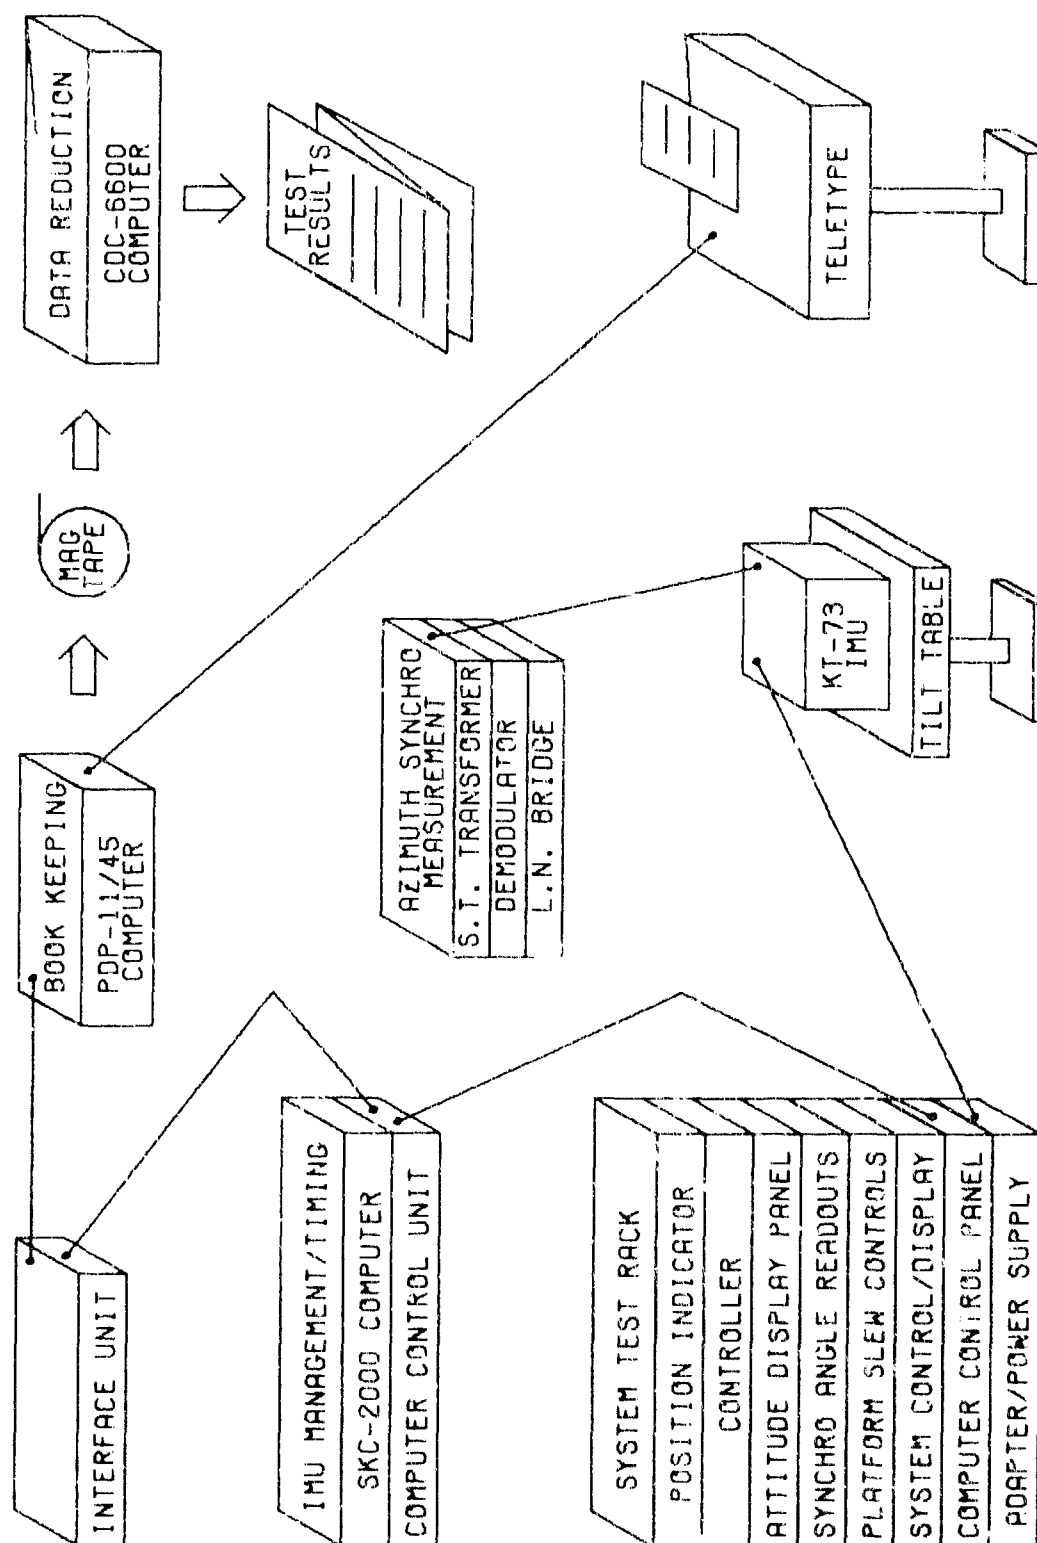 INTERFACE UNIT
BOOK KEEPING
PDP-11/45
COMPUTER
MAG
TAPE
DATA REDUCTION
CDC-6600
COMPUTER
TEST
RESULTS
IMU MANAGEMENT/TIMING
SKC-2000 COMPUTER
COMPUTER CONTROL UNIT
AZIMUTH SYNCHRO
MEASUREMENT
S.T. TRANSFORMER
DEMODULATOR
L.N. BRIDGE
SYSTEM TEST RACK
POSITION INDICATOR
CONTROLLER
ATTITUDE DISPLAY PANEL
SYNCHRO ANGLE READOUTS
PLATFORM SLEW CONTROLS
SYSTEM CONTROL/DISPLAY
COMPUTER CONTROL PANEL
ADAPTER/POWER SUPPLY
KT-73
IMU
TILT TABLE
TELETYPE